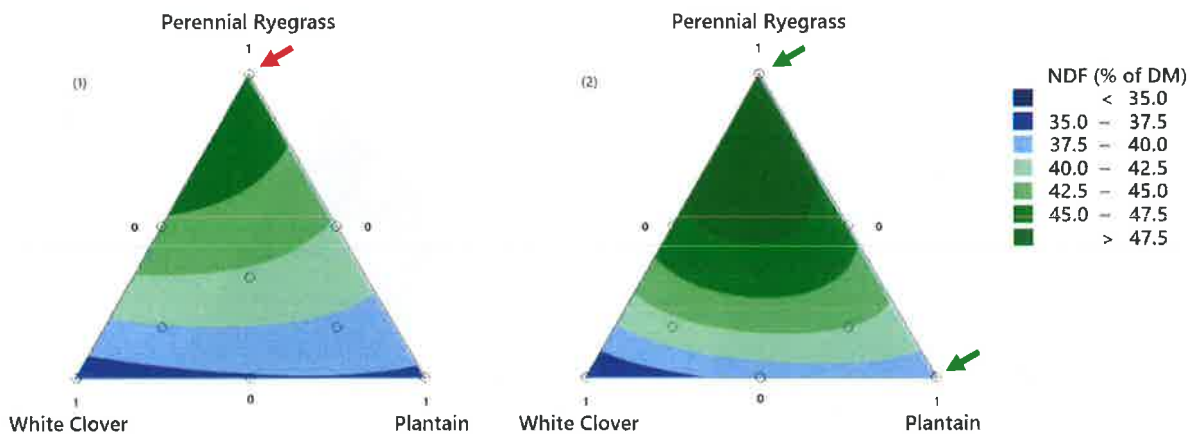 Perennial Ryegrass
1
(1)
0
0
1
0
1
White Clover
Plantain
Perennial Ryegrass
1
(2)
0
0
1
0
1
White Clover
Plantain
NDF (% of DM)
< 35.0
35.0 – 37.5
37.5 – 40.0
40.0 – 42.5
42.5 – 45.0
45.0 – 47.5
> 47.5